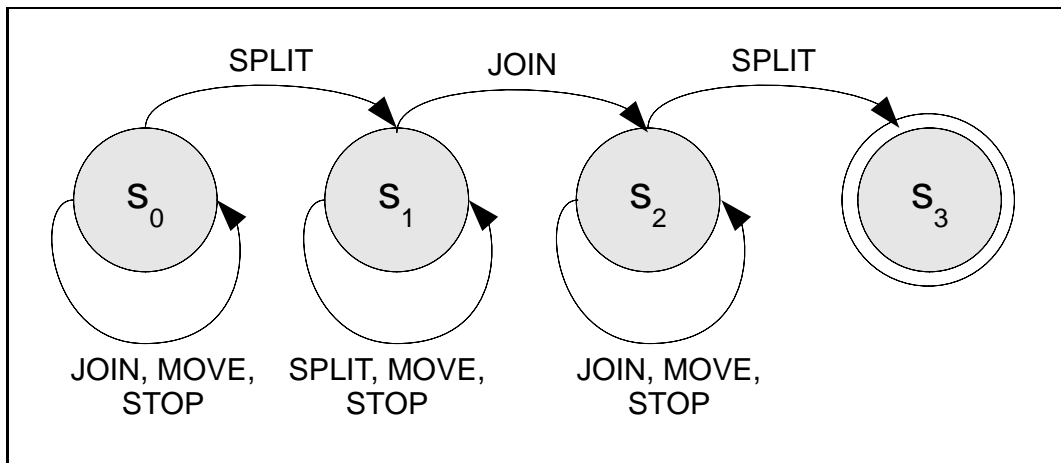 SPLIT
JOIN
SPLIT
S0
S1
S2
S3
JOIN, MOVE,
STOP
SPLIT, MOVE,
STOP
JOIN, MOVE,
STOP